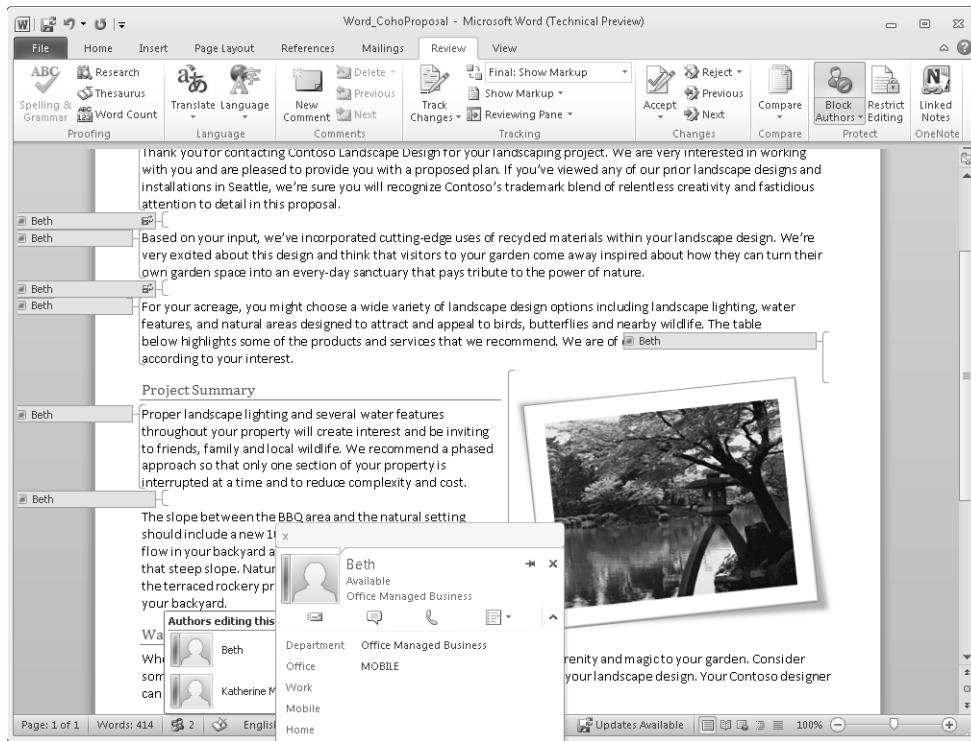 Word_CohoProposal - Microsoft Word (Technical Preview)
File Home Insert Page Layout References Mailings Review View
ABC Research Delete Final: Show Markup Reject
Thesaurus Previous Show Markup Previous
Spelling & Grammar ABC 123 Word Count Translate Language New Comment Next Track Changes Reviewing Pane Accept Next Compare Block Authors Restrict Editing Linked Notes
Proofing Language Comments Tracking Changes Compare Protect OneNote
Thank you for contacting Contoso Landscape Design for your landscaping project. We are very interested in working
with you and are pleased to provide you with a proposed plan. If you've viewed any of our prior landscape designs and
installations in Seattle, we're sure you will recognize Contoso's trademark blend of relentless creativity and fastidious
attention to detail in this proposal.
Beth
Beth Based on your input, we've incorporated cutting-edge uses of recycled materials within your landscape design. We're
very excited about this design and think that visitors to your garden come away inspired about how they can turn their
own garden space into an every-day sanctuary that pays tribute to the power of nature.
Beth
Beth For your acreage, you might choose a wide variety of landscape design options including landscape lighting, water
features, and natural areas designed to attract and appeal to birds, butterflies and nearby wildlife. The table
below highlights some of the products and services that we recommend. We are of Beth
according to your interest.
Project Summary
Beth Proper landscape lighting and several water features
throughout your property will create interest and be inviting
to friends, family and local wildlife. We recommend a phased
approach so that only one section of your property is
interrupted at a time and to reduce complexity and cost.
Beth
The slope between the BBQ area and the natural setting
should include a new
flow in your backyard
that steep slope.
the terraced rockery
your backyard.
x
Beth
Available
Office Managed Business
Authors editing this
Beth
Katherine M
Department Office Managed Business
Office MOBILE
Work
Mobile
Home
Wa
renity and magic to your garden. Consider
som your landscape design. Your Contoso designer
can
Page: 1 of 1 Words: 414 2 English Updates Available 100%